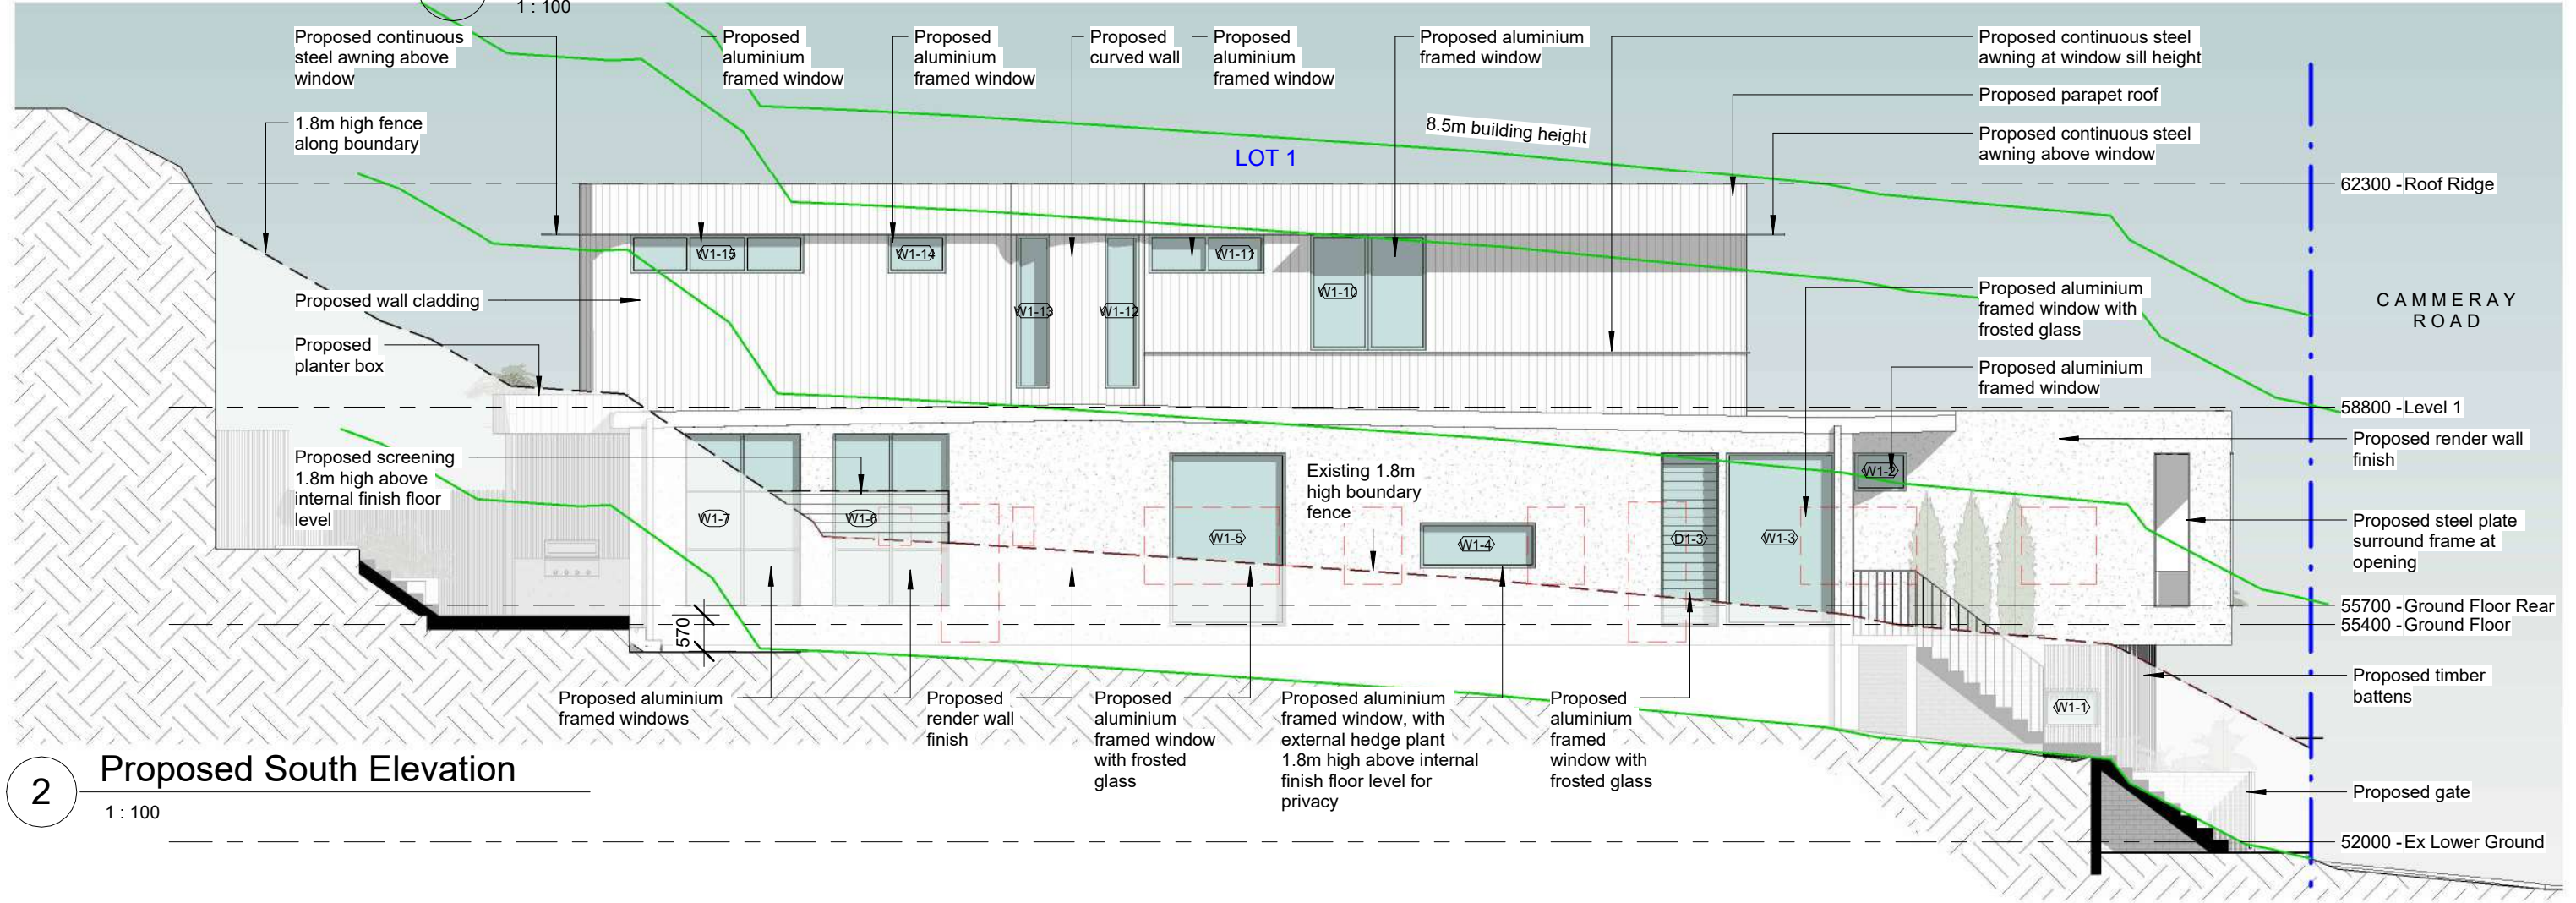 1 : 100
Proposed continuous
steel awning above
window
Proposed
aluminium
framed window
Proposed
aluminium
framed window
Proposed
curved wall
Proposed
aluminium
framed window
Proposed aluminium
framed window
Proposed continuous steel
awning at window sill height
Proposed parapet roof
1.8m high fence
along boundary
8.5m building height
Proposed continuous steel
awning above window
LOT 1
62300 - Roof Ridge
W1-15
W1-14
W1-11
W1-10
W1-13
W1-12
Proposed wall cladding
Proposed aluminium
framed window with
frosted glass
CAMMERAY
ROAD
Proposed
planter box
Proposed aluminium
framed window
58800 - Level 1
Proposed render wall
finish
Proposed screening
1.8m high above
internal finish floor
level
Existing 1.8m
high boundary
fence
W1-2
W1-7
W1-6
W1-5
W1-4
D1-3
W1-3
Proposed steel plate
surround frame at
opening
55700 - Ground Floor Rear
55400 - Ground Floor
570
Proposed timber
battens
W1-1
Proposed aluminium
framed windows
Proposed
render wall
finish
Proposed
aluminium
framed window
with frosted
glass
Proposed aluminium
framed window, with
external hedge plant
1.8m high above internal
finish floor level for
privacy
Proposed
aluminium
framed
window with
frosted glass
Proposed gate
2
Proposed South Elevation
1 : 100
52000 - Ex Lower Ground